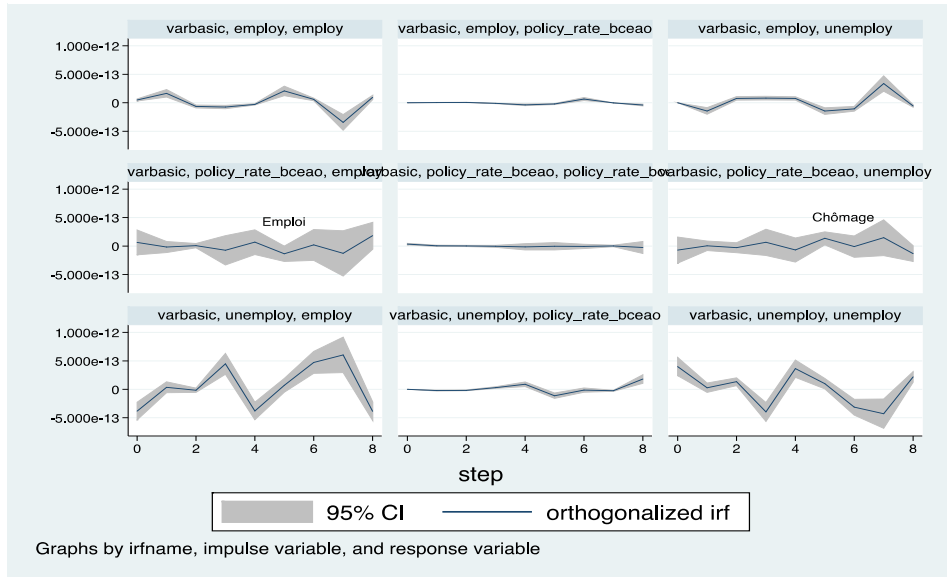 varbasic, employ, employ
varbasic, employ, policy_rate_bceao
varbasic, employ, unemploy
1.000e-12
5.000e-13
0
-5.000e-13
varbasic, policy_rate_bceao, employ
varbasic, policy_rate_bceao, policy_rate_bc
varbasic, policy_rate_bceao, unemploy
1.000e-12
5.000e-13
0
-5.000e-13
Emploi
Chômage
varbasic, unemploy, employ
varbasic, unemploy, policy_rate_bceao
varbasic, unemploy, unemploy
1.000e-12
5.000e-13
0
-5.000e-13
0 2 4 6 8 0 2 4 6 8 0 2 4 6 8
step
95% CI orthogonalized irf
Graphs by irfname, impulse variable, and response variable